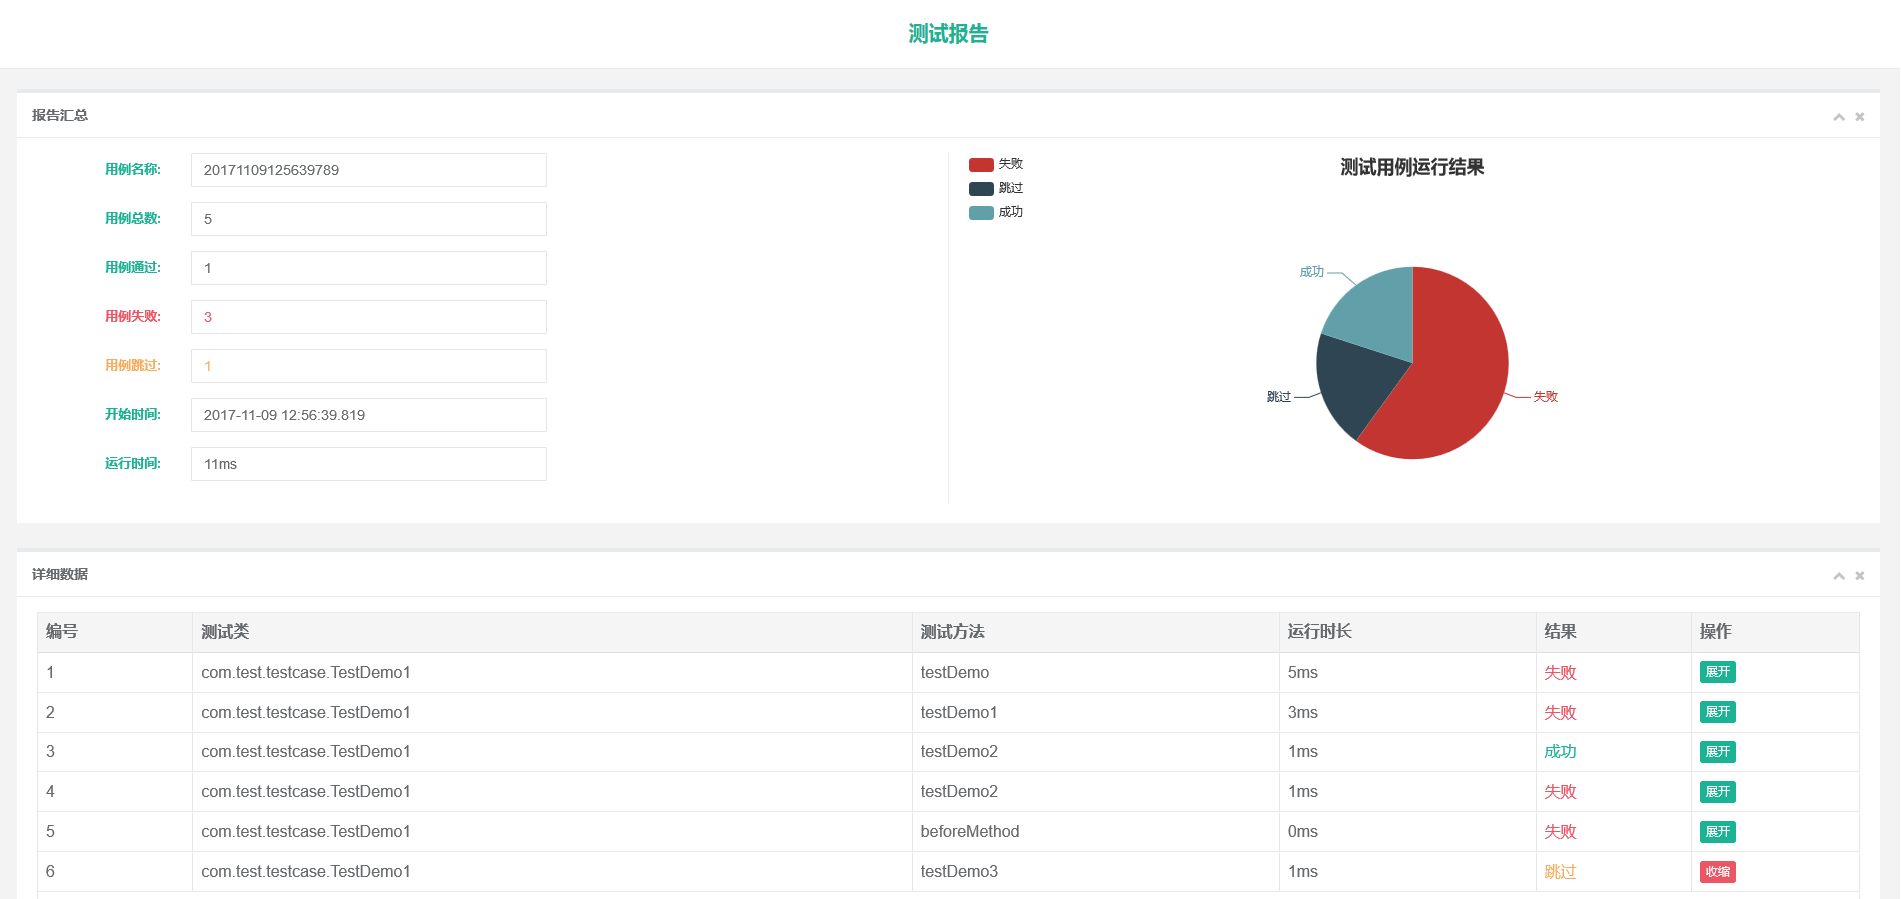 测试报告
报告汇总
用例名称: 20171109125639789
用例总数: 5
用例通过: 1
用例失败: 3
用例跳过: 1
开始时间: 2017-11-09 12:56:39.819
运行时间: 11ms
失败
跳过
成功
测试用例运行结果
成功
跳过
失败
详细数据
编号 测试类 测试方法 运行时长 结果 操作
1 com.test.testcase.TestDemo1 testDemo 5ms 失败 展开
2 com.test.testcase.TestDemo1 testDemo1 3ms 失败 展开
3 com.test.testcase.TestDemo1 testDemo2 1ms 成功 展开
4 com.test.testcase.TestDemo1 testDemo2 1ms 失败 展开
5 com.test.testcase.TestDemo1 beforeMethod 0ms 失败 展开
6 com.test.testcase.TestDemo1 testDemo3 1ms 跳过 收缩